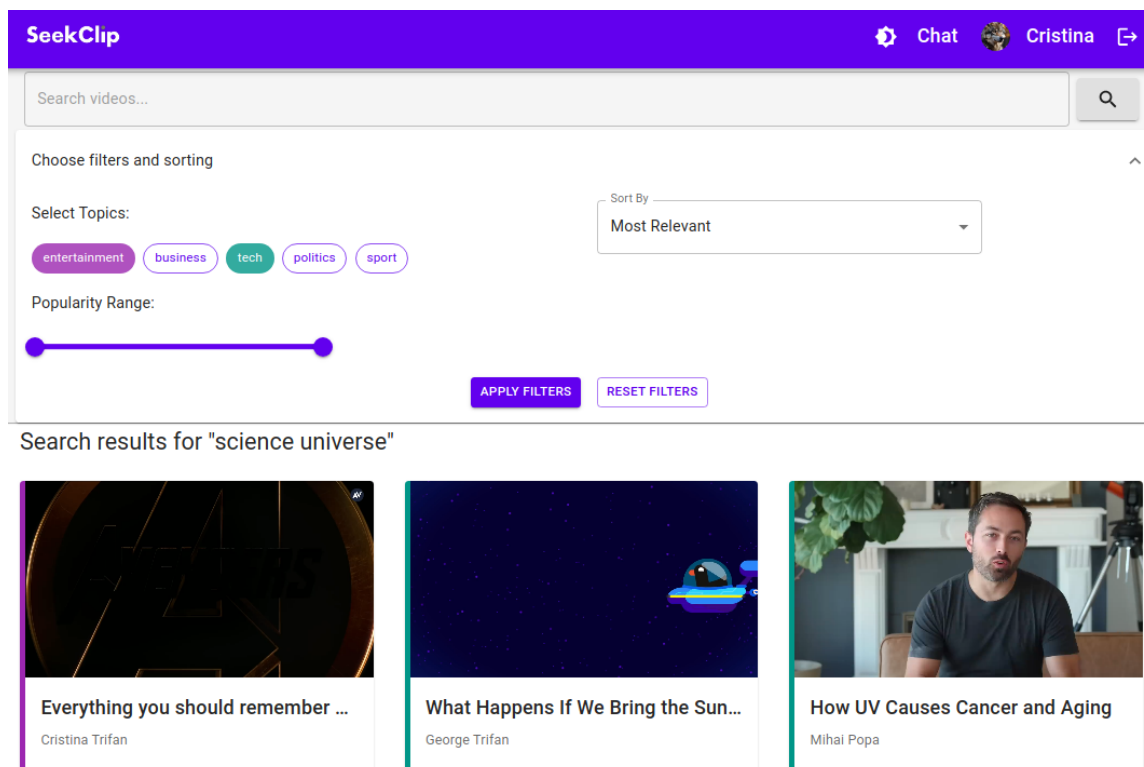 SeekClip
Chat Cristina
Search videos...
Choose filters and sorting
Select Topics:
Sort By
Most Relevant
entertainment business tech politics sport
Popularity Range:
APPLY FILTERS RESET FILTERS
Search results for "science universe"
Everything you should remember ... What Happens If We Bring the Sun... How UV Causes Cancer and Aging
Cristina Trifan George Trifan Mihai Popa